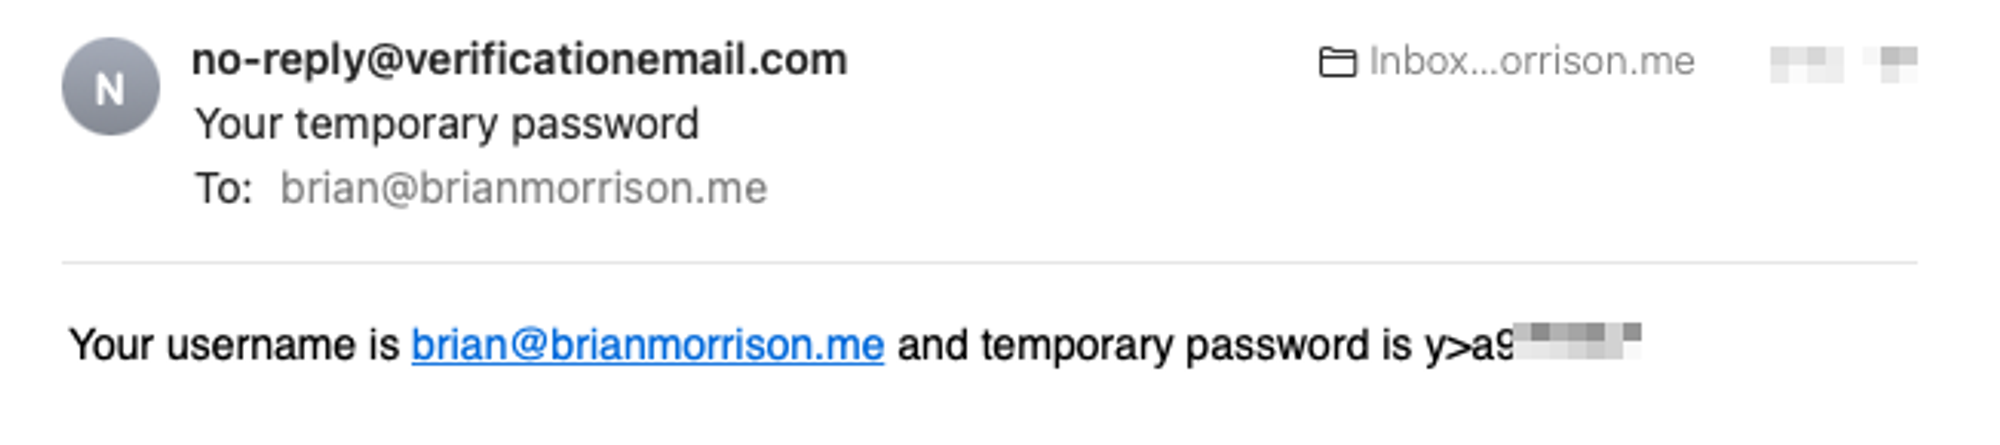 N
no-reply@verificationemail.com
Inbox...orrison.me
Your temporary password
To: brian@brianmorrison.me
Your username is brian@brianmorrison.me and temporary password is y>a9